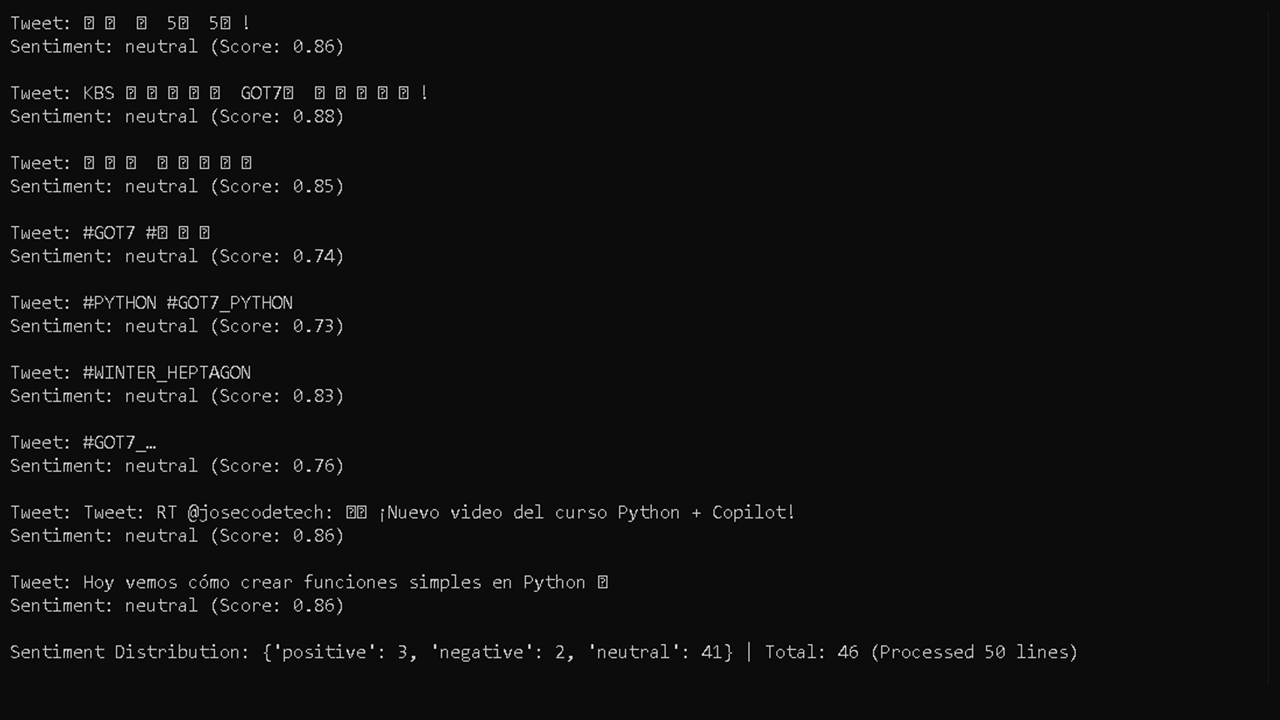 Tweet: 5 5 !
Sentiment: neutral (Score: 0.86)
Tweet: KBS GOT7 !
Sentiment: neutral (Score: 0.88)
Tweet:
Sentiment: neutral (Score: 0.85)
Tweet: #GOT7 #
Sentiment: neutral (Score: 0.74)
Tweet: #PYTHON #GOT7_PYTHON
Sentiment: neutral (Score: 0.73)
Tweet: #WINTER_HEPTAGON
Sentiment: neutral (Score: 0.83)
Tweet: #GOT7_…
Sentiment: neutral (Score: 0.76)
Tweet: Tweet: RT @josecodetech: ¡Nuevo video del curso Python + Copilot!
Sentiment: neutral (Score: 0.86)
Tweet: Hoy vemos cómo crear funciones simples en Python
Sentiment: neutral (Score: 0.86)
Sentiment Distribution: {'positive': 3, 'negative': 2, 'neutral': 41} | Total: 46 (Processed 50 lines)